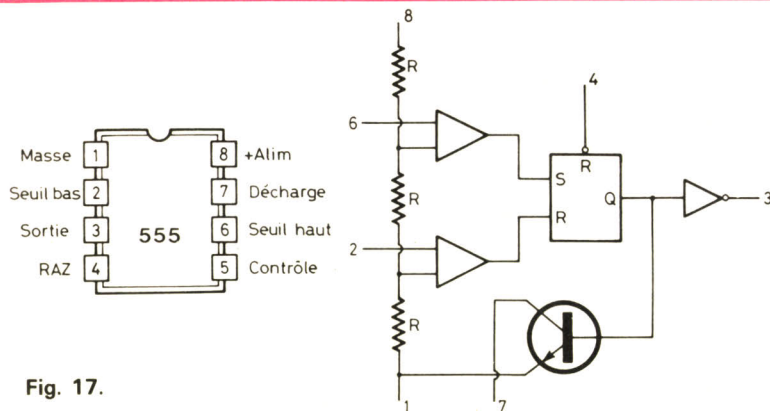 Masse 1 8 +Alim
Seuil bas 2 7 Décharge
Sortie 3 555 6 Seuil haut
RAZ 4 5 Contrôle
8
R
4
6
R
S
R
Q
3
R
2
R
1 7
Fig. 17.